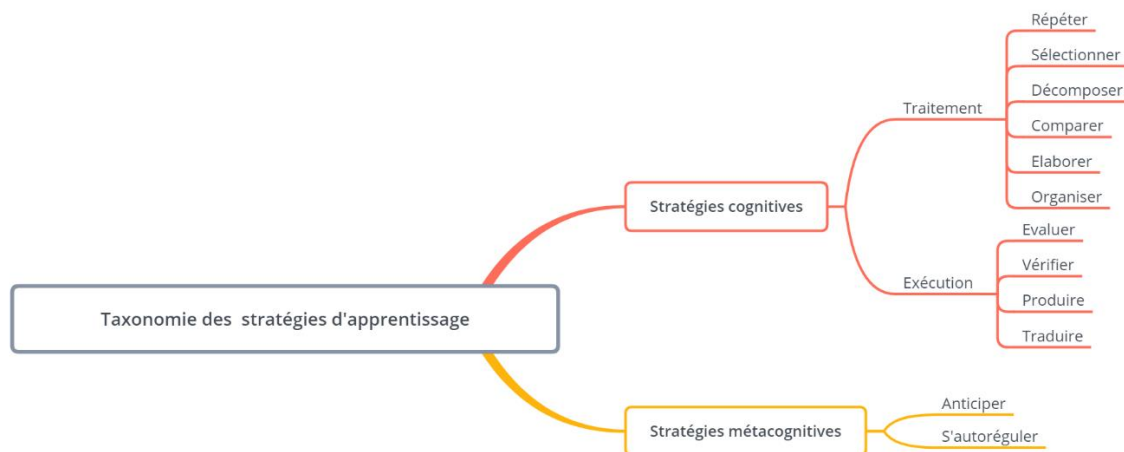 Taxonomie des stratégies d'apprentissage
Stratégies cognitives
Traitement
Répéter
Sélectionner
Décomposer
Comparer
Elaborer
Organiser
Exécution
Evaluer
Vérifier
Produire
Traduire
Stratégies métacognitives
Anticiper
S'autoréguler